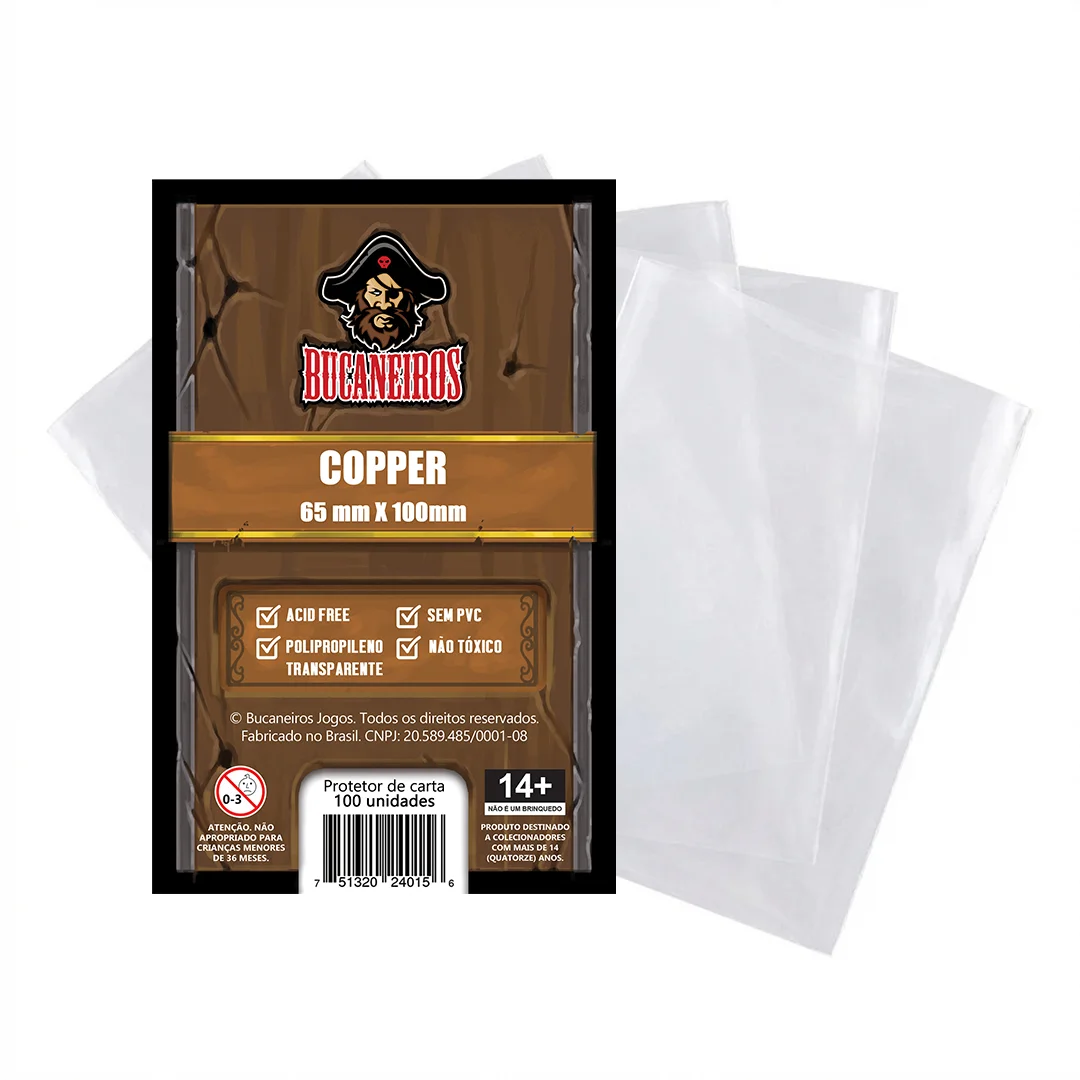 BUCANEIROS
COPPER
65 mm X 100mm
ACID FREE
SEM PVC
POLIPROPILENO
TRANSPARENTE
NÃO TÓXICO
© Bucaneiros Jogos. Todos os direitos reservados.
Fabricado no Brasil. CNPJ: 20.589.485/0001-08
0-3
ATENÇÃO. NÃO
APROPRIADO PARA
CRIANÇAS MENORES
DE 36 MESES.
Protetor de carta
100 unidades
7 51320 24015 6
14+
NÃO É UM BRINQUEDO
PRODUTO DESTINADO
A COLECIONADORES
COM MAIS DE 14
(QUATORZE) ANOS.